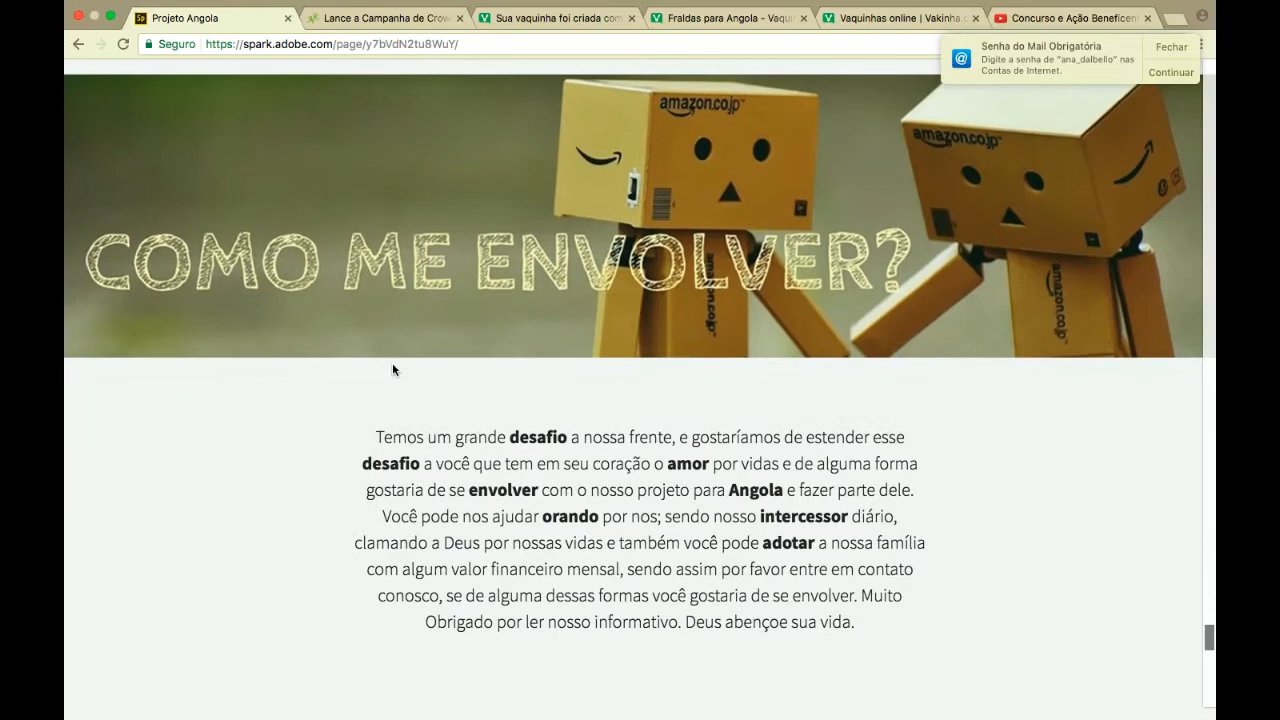 Projeto Angola
Lance a Campanha de Crow
Sua vaquinha foi criada com
Fraldas para Angola - Vaqui
Vaquinhas online | Vakinha.c
Concurso e Ação Beneficen
Seguro
https://spark.adobe.com/page/y7bVdN2tu8WuY/
Senha do Mail Obrigatória
Digite a senha de “ana_dalbello” nas
Contas de Internet.
Fechar
Continuar
amazon.co.jp
amazon.co.jp
COMO ME ENVOLVER?
amazon.co.jp
amazon.co.jp
Temos um grande desafio a nossa frente, e gostaríamos de estender esse
desafio a você que tem em seu coração o amor por vidas e de alguma forma
gostaria de se envolver com o nosso projeto para Angola e fazer parte dele.
Você pode nos ajudar orando por nos; sendo nosso intercessor diário,
clamando a Deus por nossas vidas e também você pode adotar a nossa família
com algum valor financeiro mensal, sendo assim por favor entre em contato
conosco, se de alguma dessas formas você gostaria de se envolver. Muito
Obrigado por ler nosso informativo. Deus abençoe sua vida.